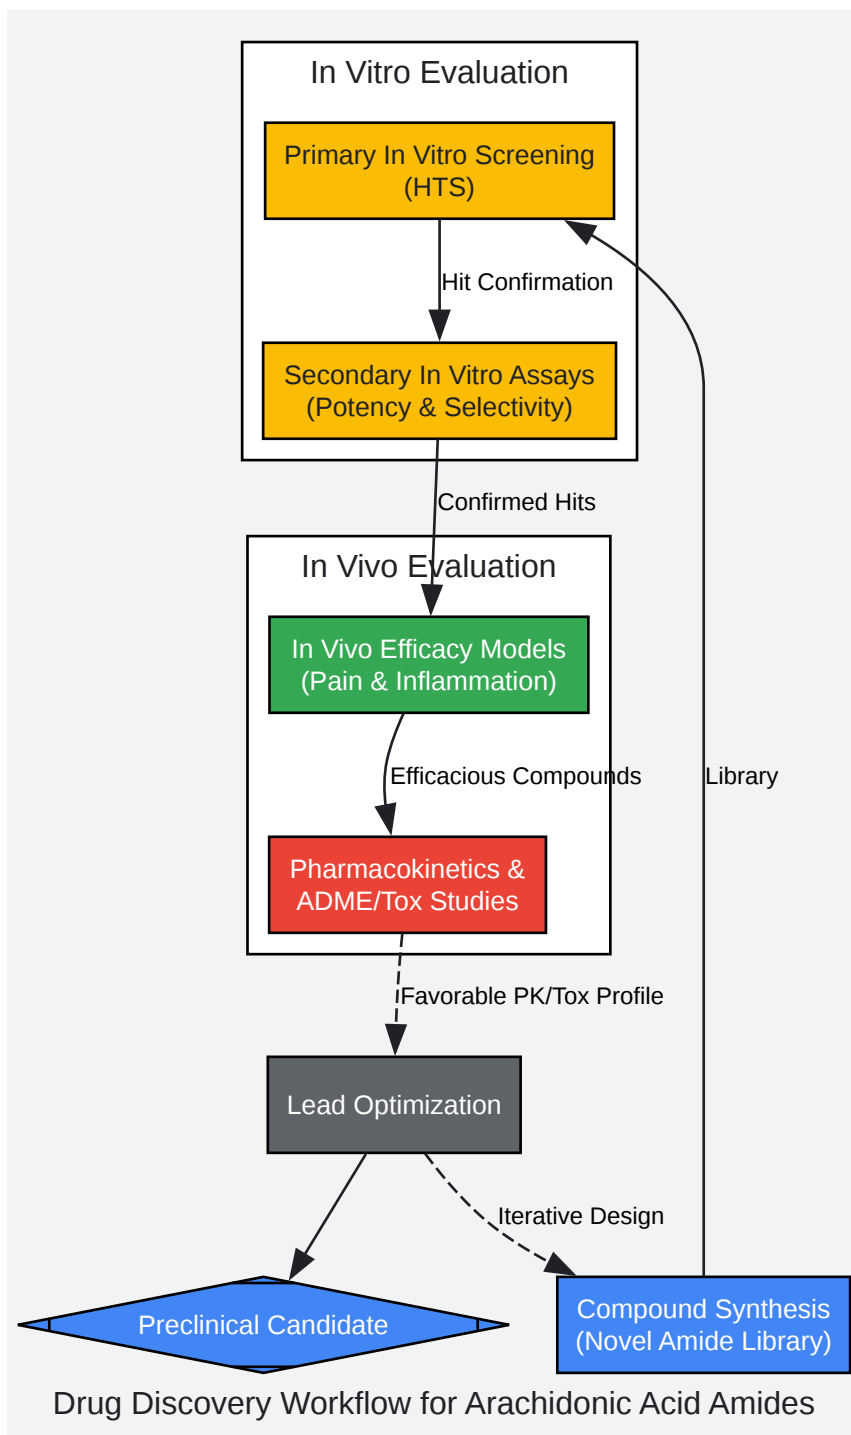 In Vitro Evaluation
Primary In Vitro Screening
(HTS)
Hit Confirmation
Secondary In Vitro Assays
(Potency & Selectivity)
Confirmed Hits
In Vivo Evaluation
In Vivo Efficacy Models
(Pain & Inflammation)
Efficacious Compounds
Library
Pharmacokinetics &
ADME/Tox Studies
Favorable PK/Tox Profile
Lead Optimization
Iterative Design
Preclinical Candidate
Compound Synthesis
(Novel Amide Library)
Drug Discovery Workflow for Arachidonic Acid Amides